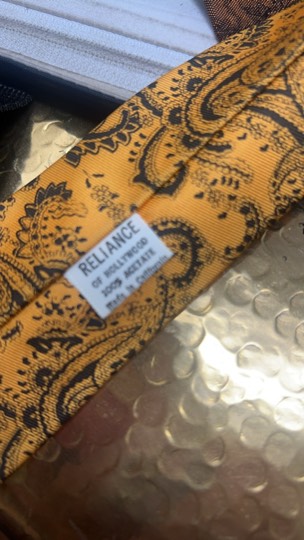 RELIANCE
OF HOLLYWOOD
100% ACETATE
Made in California